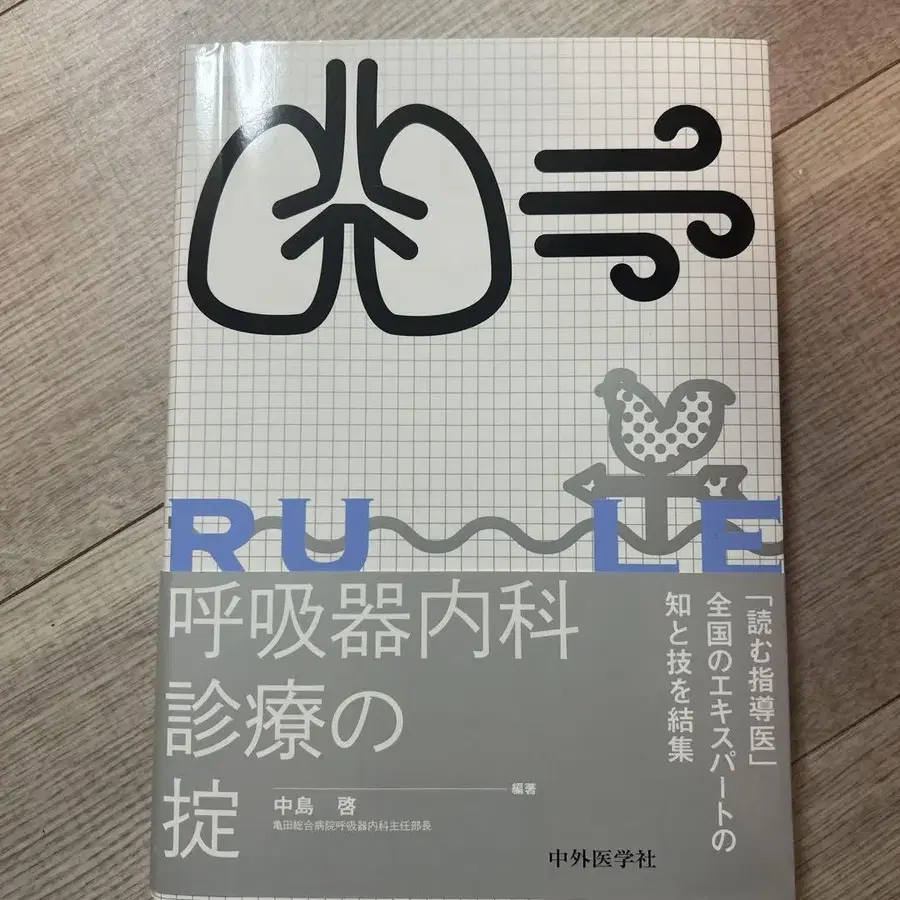 RULE
呼吸器内科
診療の
掟
「読む指導医」
全国のエキスパートの
知と技を結集
編著
中島 啓
亀田総合病院呼吸器内科主任部長
中外医学社